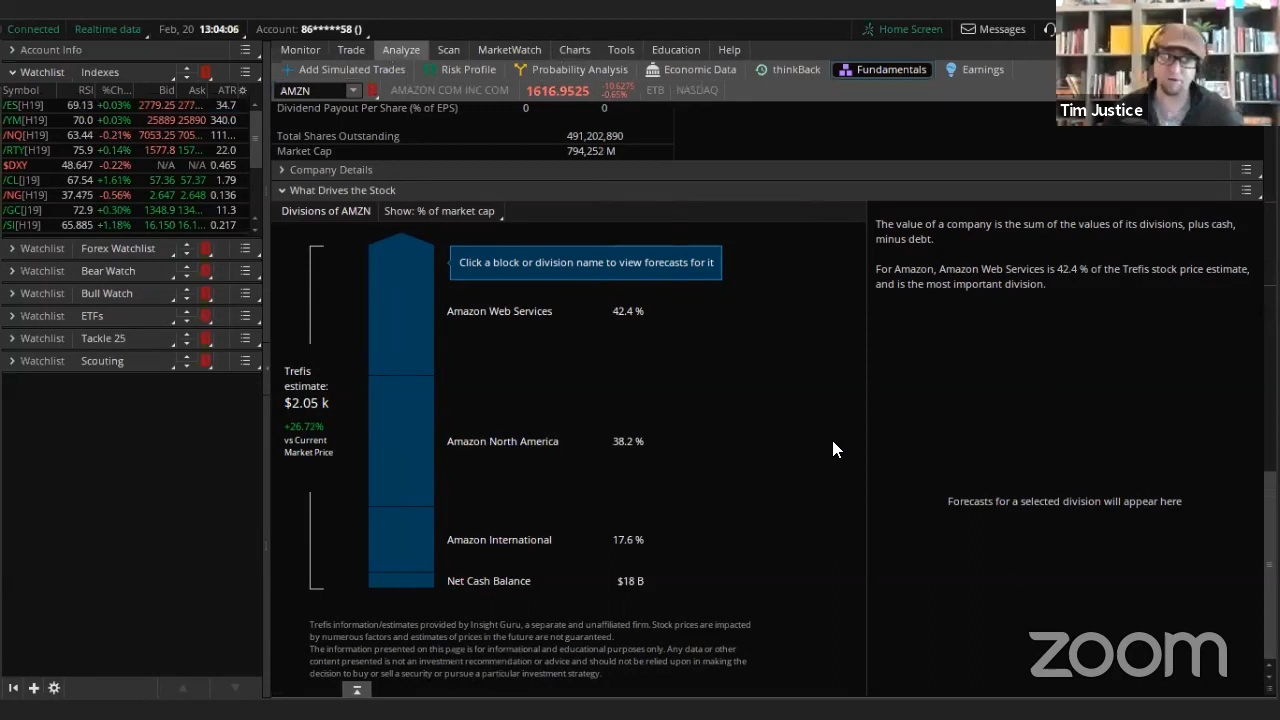 Connected Realtime data Feb, 20 13:04:06 Account: 86*****58 () Home Screen Messages
Account Info
Monitor Trade Analyze Scan MarketWatch Charts Tools Education Help
Watchlist Indexes
Add Simulated Trades Risk Profile Probability Analysis Economic Data thinkBack Fundamentals Earnings
Symbol RSI %Ch... Bid Ask ATR
AMZN AMAZON COM INC COM 1616.9525 -10.6275 -0.65% ETB NASDAQ
Tim Justice
/ES[H19] 69.13 +0.03% 2779.25 277... 34.7
/YM[H19] 70.0 +0.03% 25889 25890 340.0
/NQ[H19] 63.44 -0.21% 7053.25 705... 111...
/RTY[H19] 75.9 +0.14% 1577.8 157... 22.0
$DXY 48.647 -0.22% N/A N/A 0.465
/CL[J19] 67.54 +1.61% 57.36 57.37 1.79
/NG[H19] 37.475 -0.56% 2.647 2.648 0.136
/GC[J19] 72.9 +0.30% 1348.9 134... 11.3
/SI[H19] 65.885 +1.18% 16.150 16.1... 0.217
Watchlist Forex Watchlist
Watchlist Bear Watch
Watchlist Bull Watch
Watchlist ETFs
Watchlist Tackle 25
Watchlist Scouting
Dividend Payout Per Share (% of EPS) 0 0
Total Shares Outstanding 491,202,890
Market Cap 794,252 M
Company Details
What Drives the Stock
Divisions of AMZN Show: % of market cap
Click a block or division name to view forecasts for it
Amazon Web Services 42.4 %
Trefis
estimate:
$2.05 k
+26.72%
vs Current
Market Price
Amazon North America 38.2 %
Amazon International 17.6 %
Net Cash Balance $18 B
Trefis information/estimates provided by Insight Guru, a separate and unaffiliated firm. Stock prices are impacted
by numerous factors and estimates of prices in the future are not guaranteed.
The information presented on this page is for informational and educational purposes only. Any data or other
content presented is not an investment recommendation or advice and should not be relied upon in making the
decision to buy or sell a security or pursue a particular investment strategy.
The value of a company is the sum of the values of its divisions, plus cash,
minus debt.
For Amazon, Amazon Web Services is 42.4 % of the Trefis stock price estimate,
and is the most important division.
Forecasts for a selected division will appear here
zoom